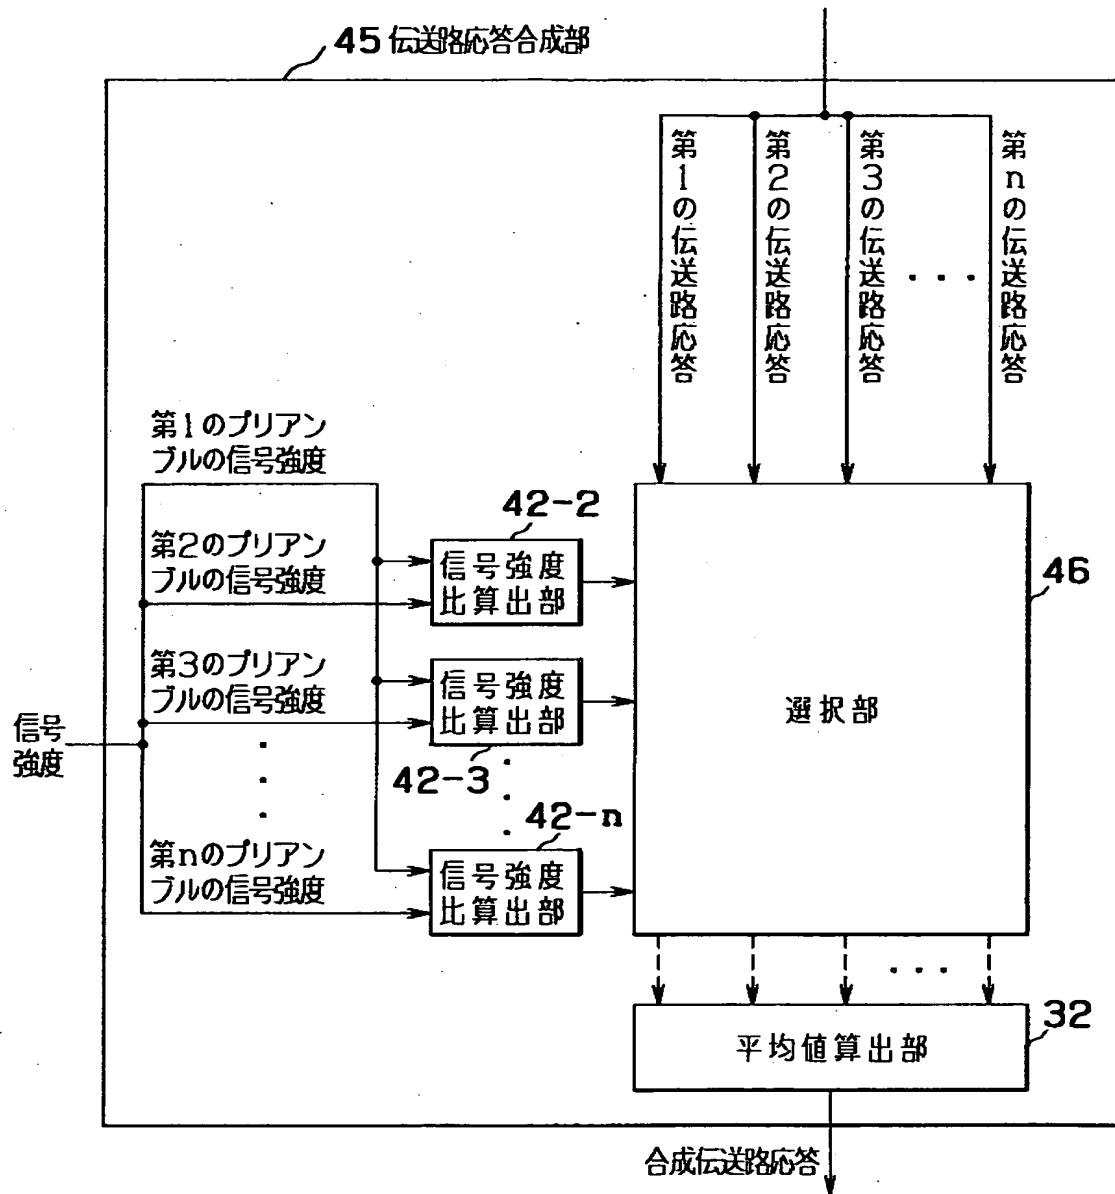 45 伝送路応答合成部
第1の伝送路応答
第2の伝送路応答
第3の伝送路応答
・・・
第nの伝送路応答
第1のプリアン
ブルの信号強度
42-2
第2のプリアン
ブルの信号強度
信号強度
比算出部
46
第3のプリアン
ブルの信号強度
信号強度
比算出部
選択部
信号
強度
42-3
42-n
第nのプリアン
ブルの信号強度
信号強度
比算出部
・・・
32
平均値算出部
合成伝送路応答